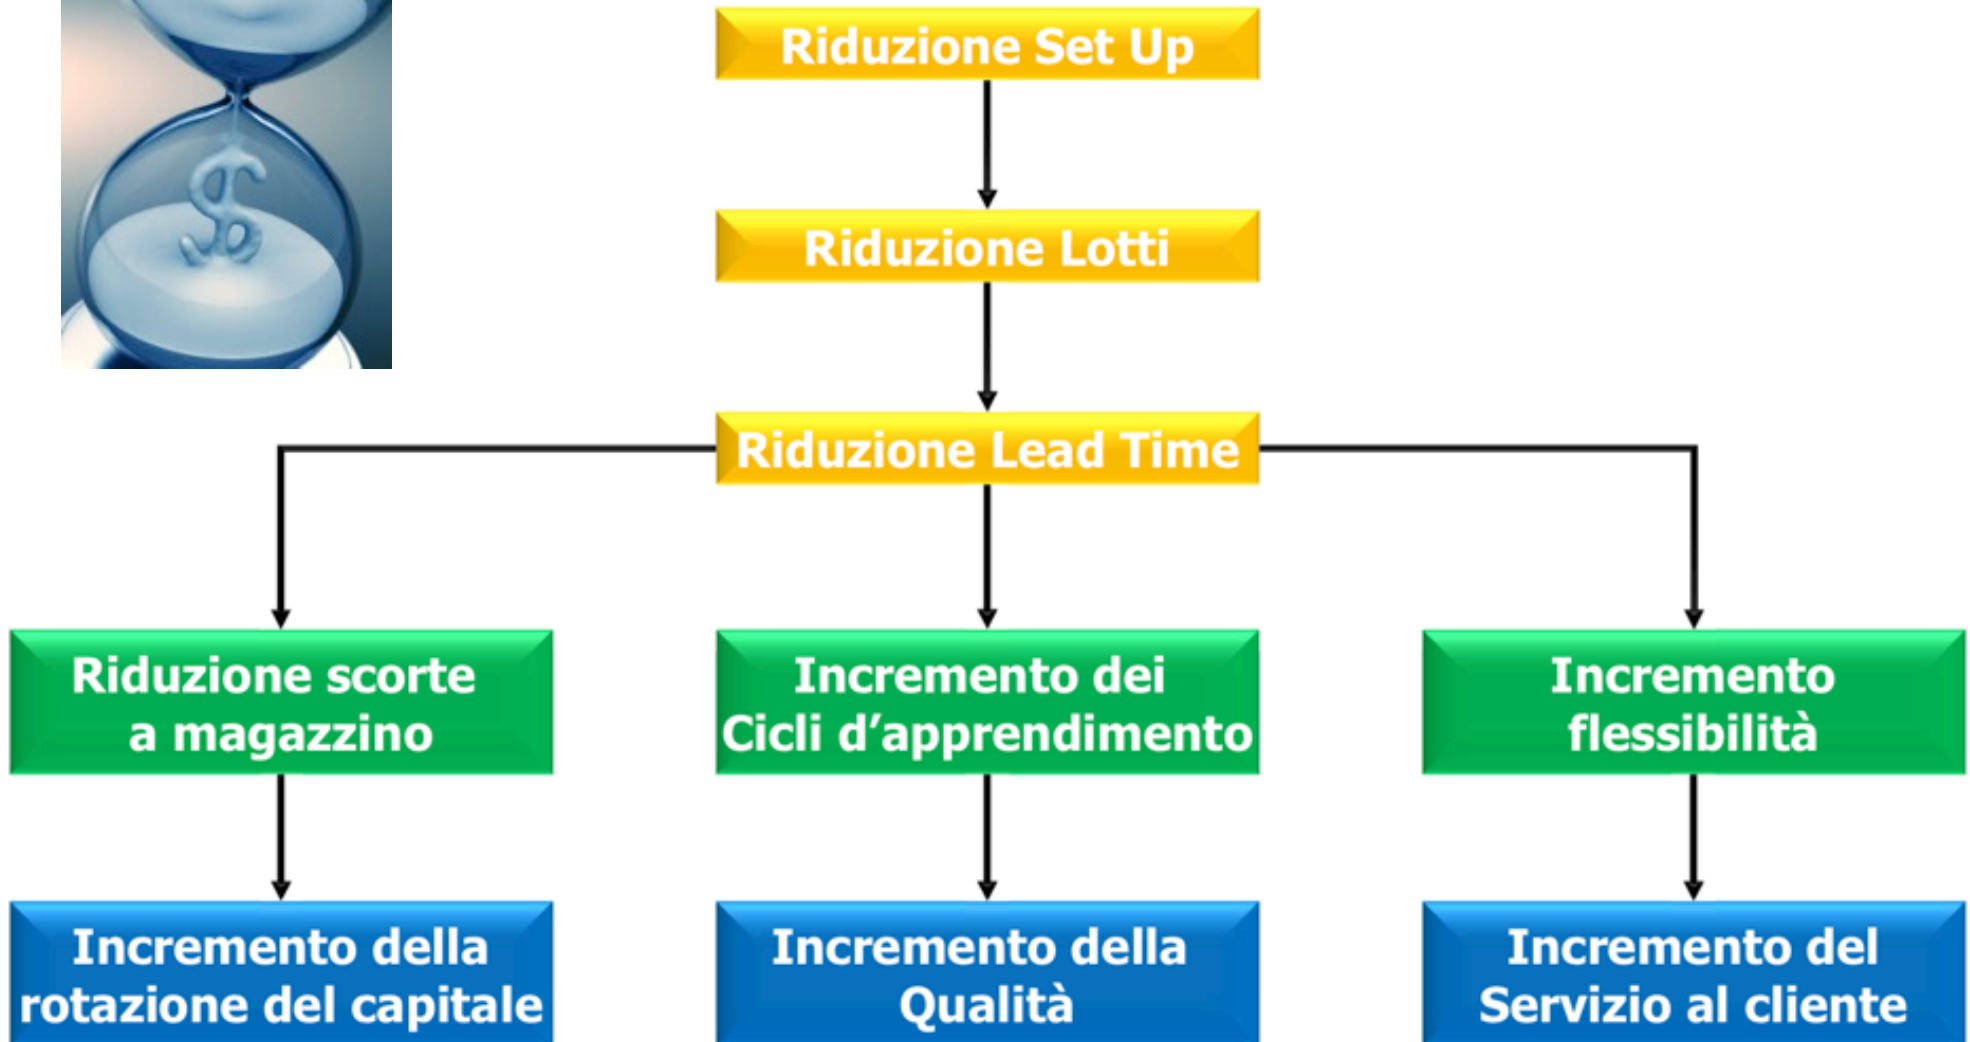 Riduzione Set Up
Riduzione Lotti
Riduzione Lead Time
Riduzione scorte
a magazzino
Incremento dei
Cicli d’apprendimento
Incremento
flessibilità
Incremento della
rotazione del capitale
Incremento della
Qualità
Incremento del
Servizio al cliente